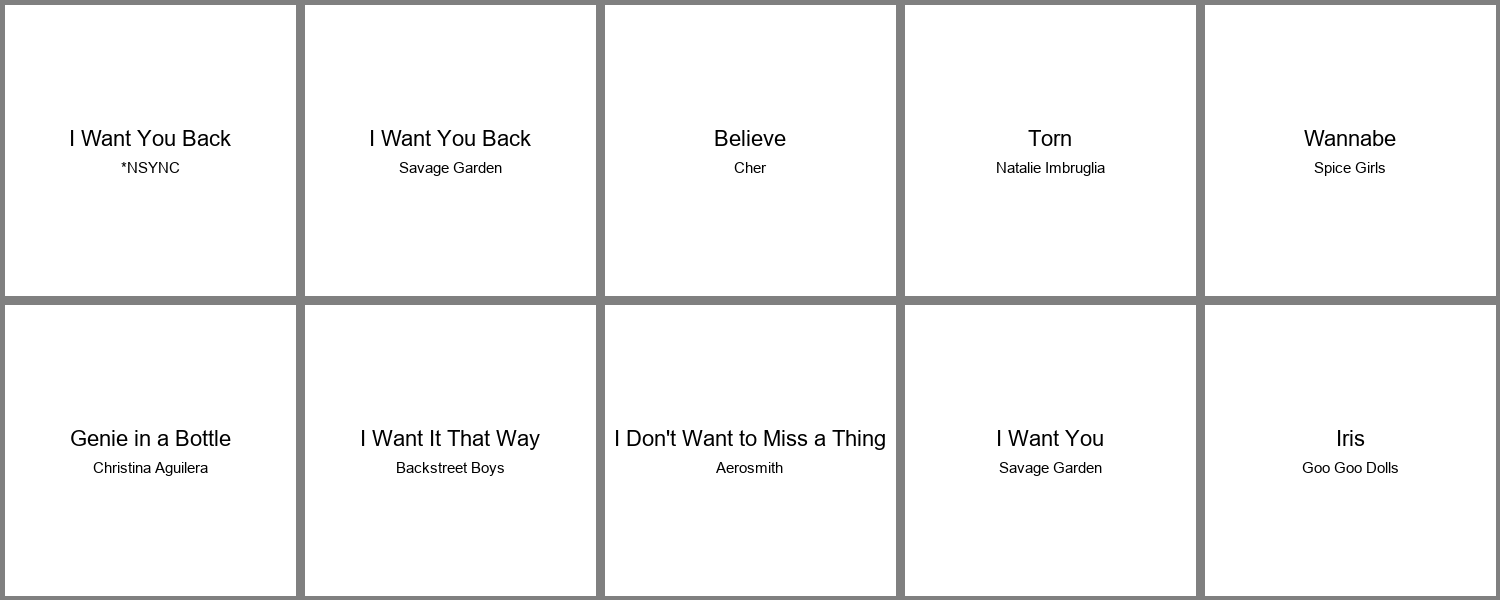 I Want You Back
*NSYNC
I Want You Back
Savage Garden
Believe
Cher
Torn
Natalie Imbruglia
Wannabe
Spice Girls
Genie in a Bottle
Christina Aguilera
I Want It That Way
Backstreet Boys
I Don't Want to Miss a Thing
Aerosmith
I Want You
Savage Garden
Iris
Goo Goo Dolls